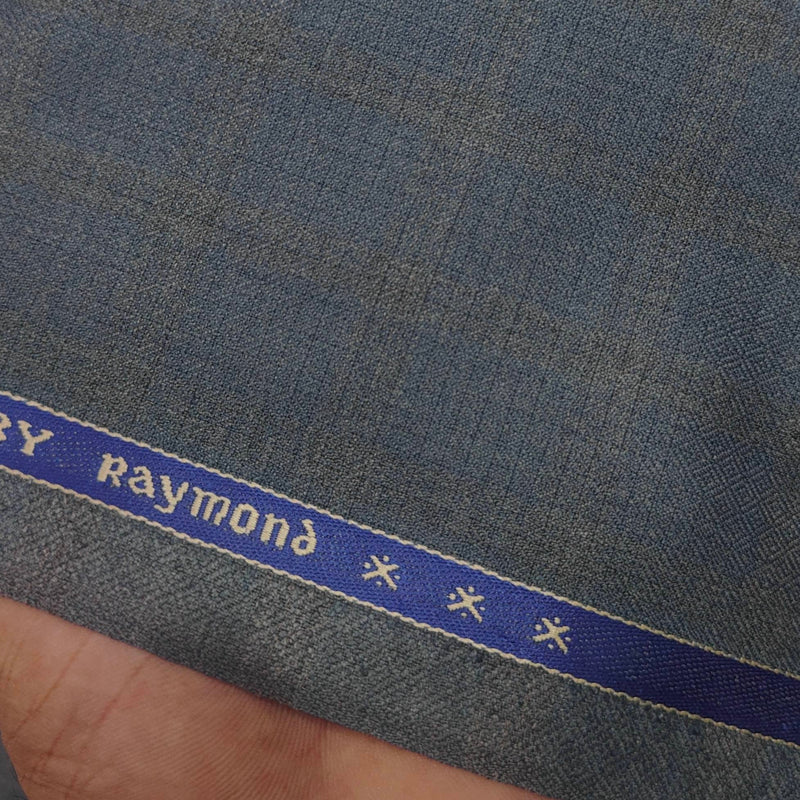 BY Raymond ※ ※ ※